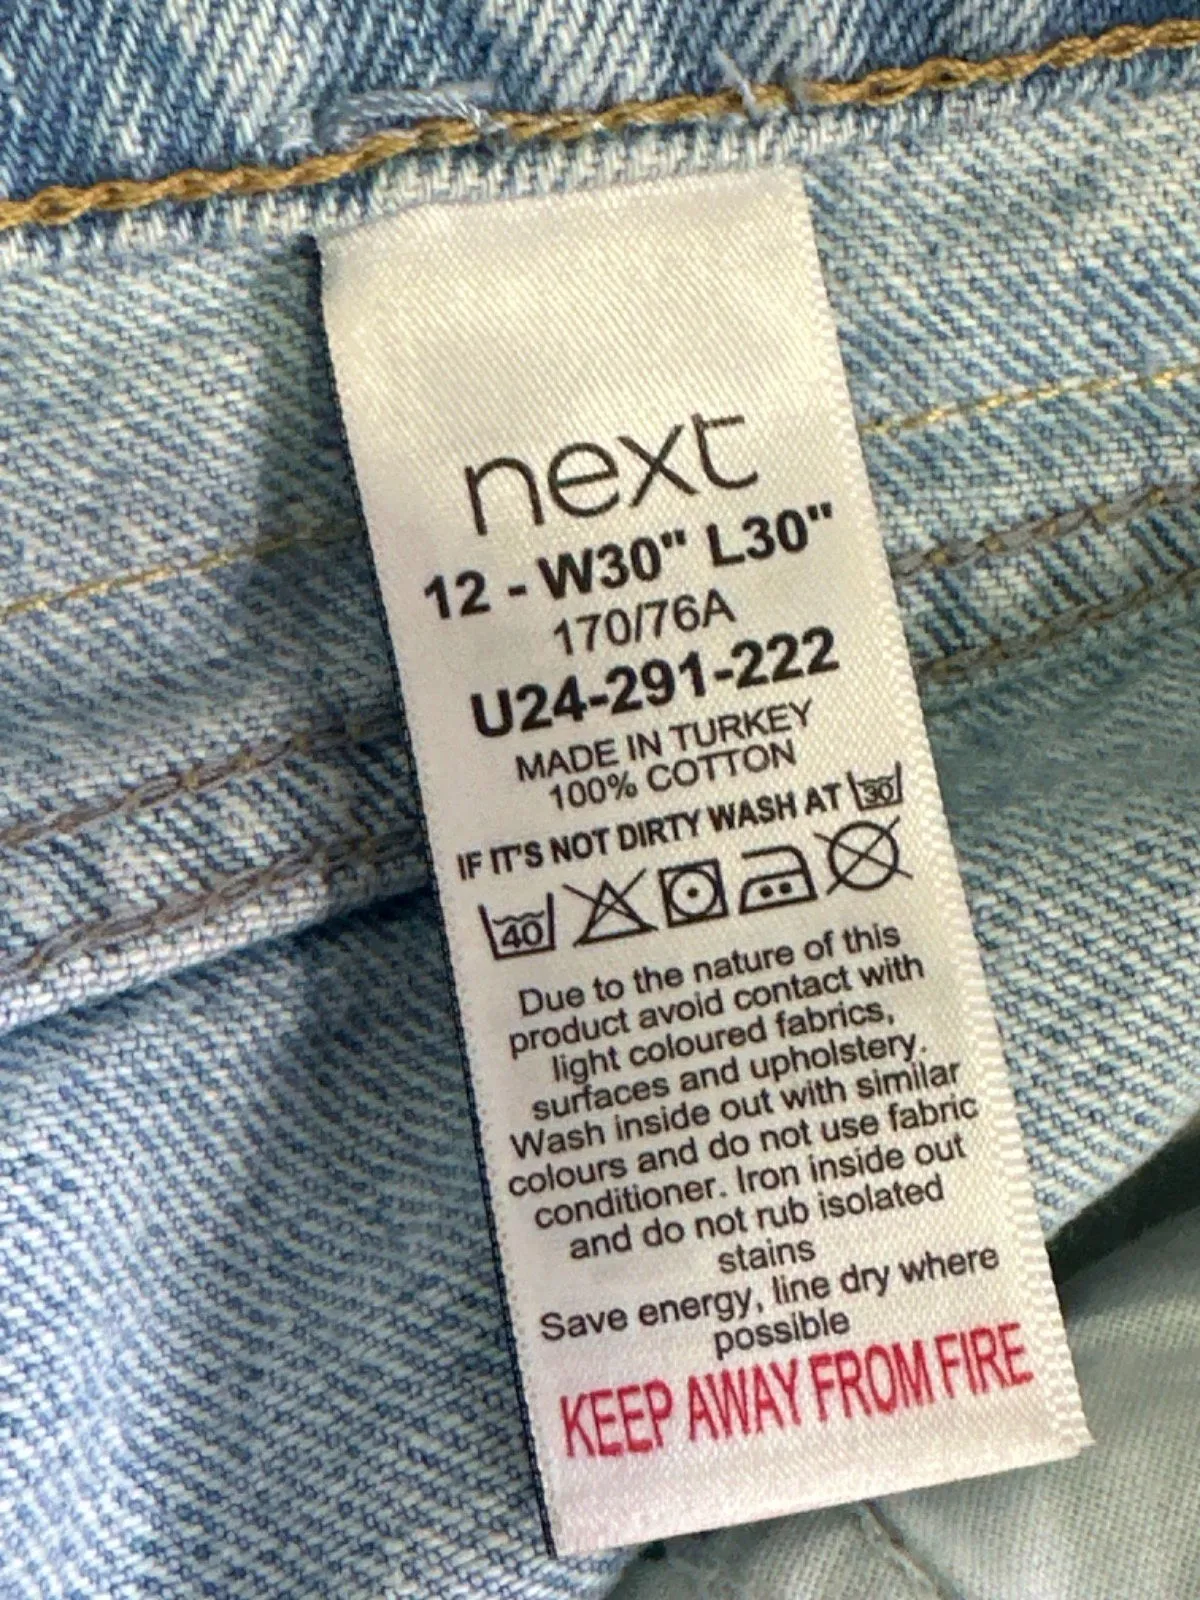 next
12 - W30" L30"
170/76A
U24-291-222
MADE IN TURKEY
100% COTTON
IF IT'S NOT DIRTY WASH AT 30
40
Due to the nature of this
product avoid contact with
light coloured fabrics,
surfaces and upholstery.
Wash inside out with similar
colours and do not use fabric
conditioner. Iron inside out
and do not rub isolated
stains
Save energy, line dry where
possible
KEEP AWAY FROM FIRE